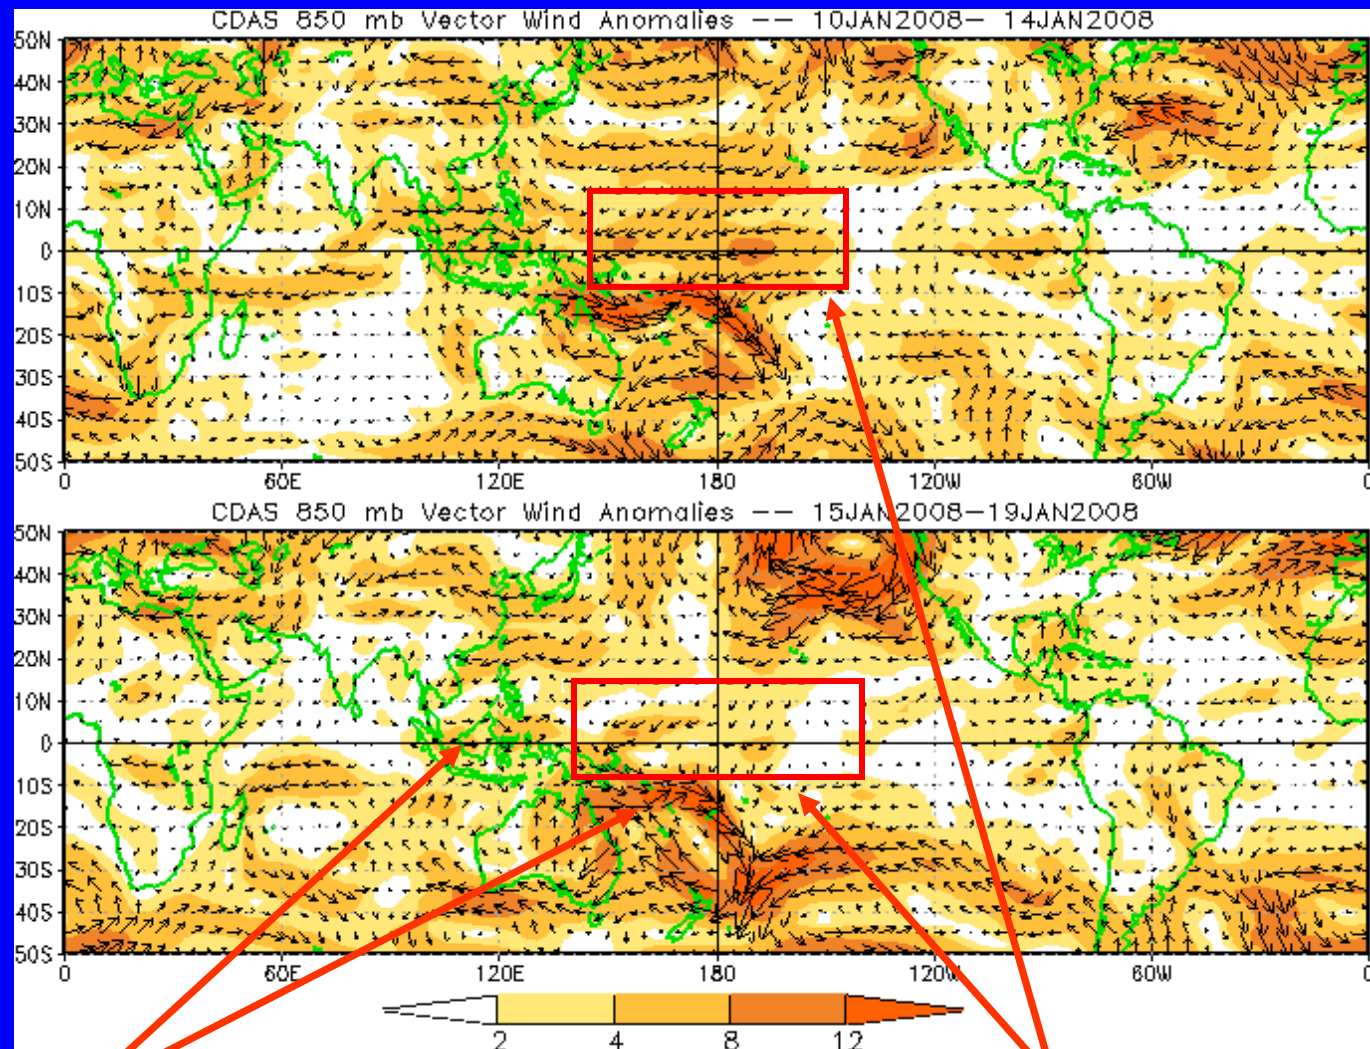 CDAS 850 mb Vector Wind Anomalies -- 10JAN2008- 14JAN2008
50N
40N
30N
20N
10N
0
10S
20S
30S
40S
50S
0 60E 120E 180 120W 60W 0
CDAS 850 mb Vector Wind Anomalies -- 15JAN2008-19JAN2008
50N
40N
30N
20N
10N
0
10S
20S
30S
40S
50S
0 60E 120E 180 120W 60W 0
2 4 8 12